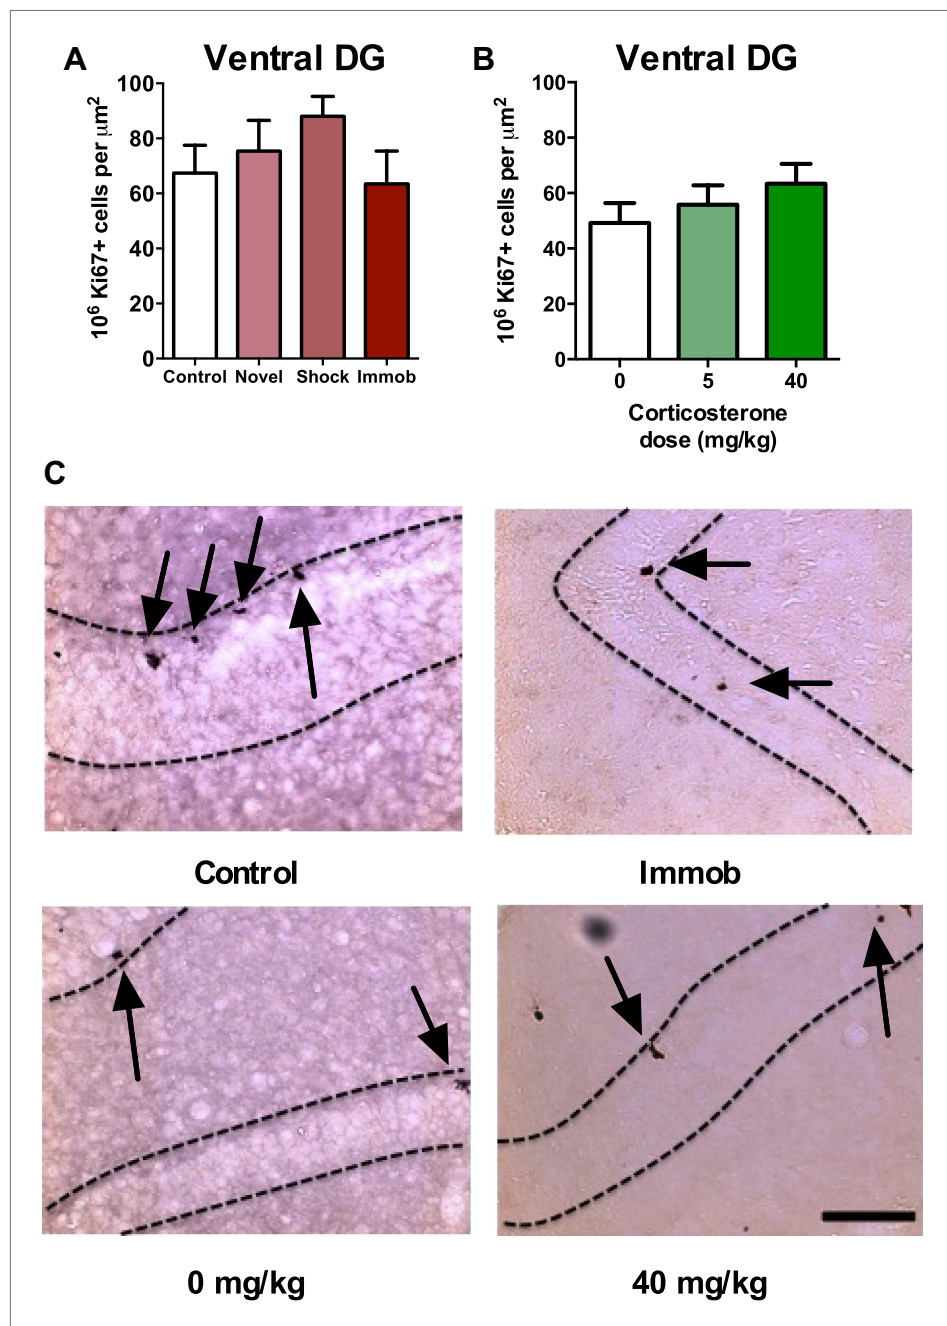 A
Ventral DG
10⁶ Ki67+ cells per μm²
100
80
60
40
20
0
Control Novel Shock Immob
B
Ventral DG
10⁶ Ki67+ cells per μm²
100
80
60
40
20
0
0 5 40
Corticosterone
dose (mg/kg)
C
Control
Immob
0 mg/kg
40 mg/kg